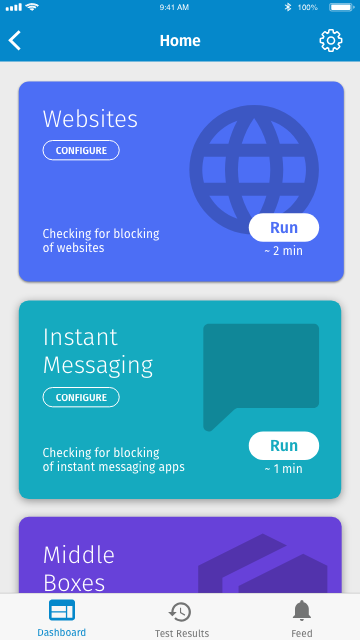 9:41 AM 100%
Home
Websites
CONFIGURE
Checking for blocking
of websites
Run
~ 2 min
Instant
Messaging
CONFIGURE
Checking for blocking
of instant messaging apps
Run
~ 1 min
Middle
Boxes
Dashboard Test Results Feed